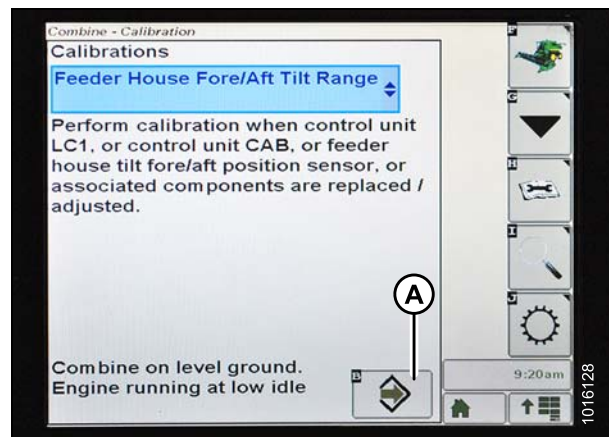 Combine - Calibration
Calibrations
Feeder House Fore/Aft Tilt Range
Perform calibration when control unit
LC1, or control unit CAB, or feeder
house tilt fore/aft position sensor, or
associated components are replaced /
adjusted.
A
Combine on level ground.
Engine running at low idle
B
F
G
H
I
J
9:20am
1016128